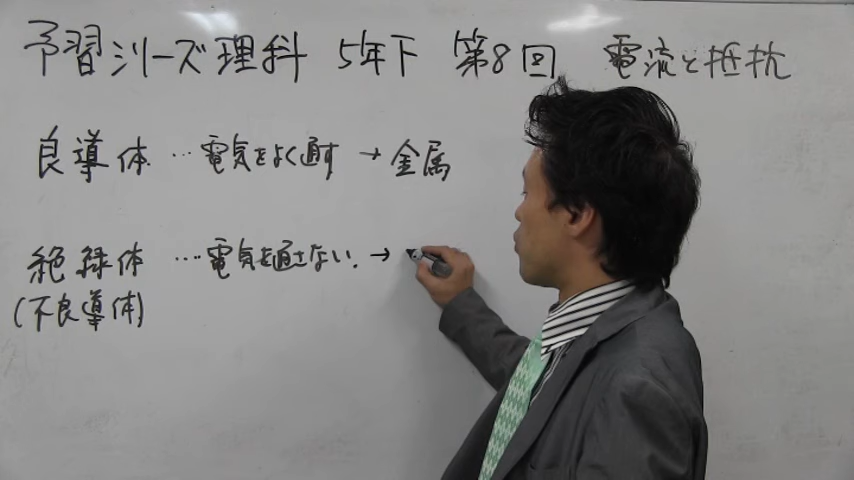 予習シリーズ理科 5年下 第8回 電流と抵抗
良導体 …電気をよく通す → 金属
絶縁体 …電気を通さない. →
(不良導体)